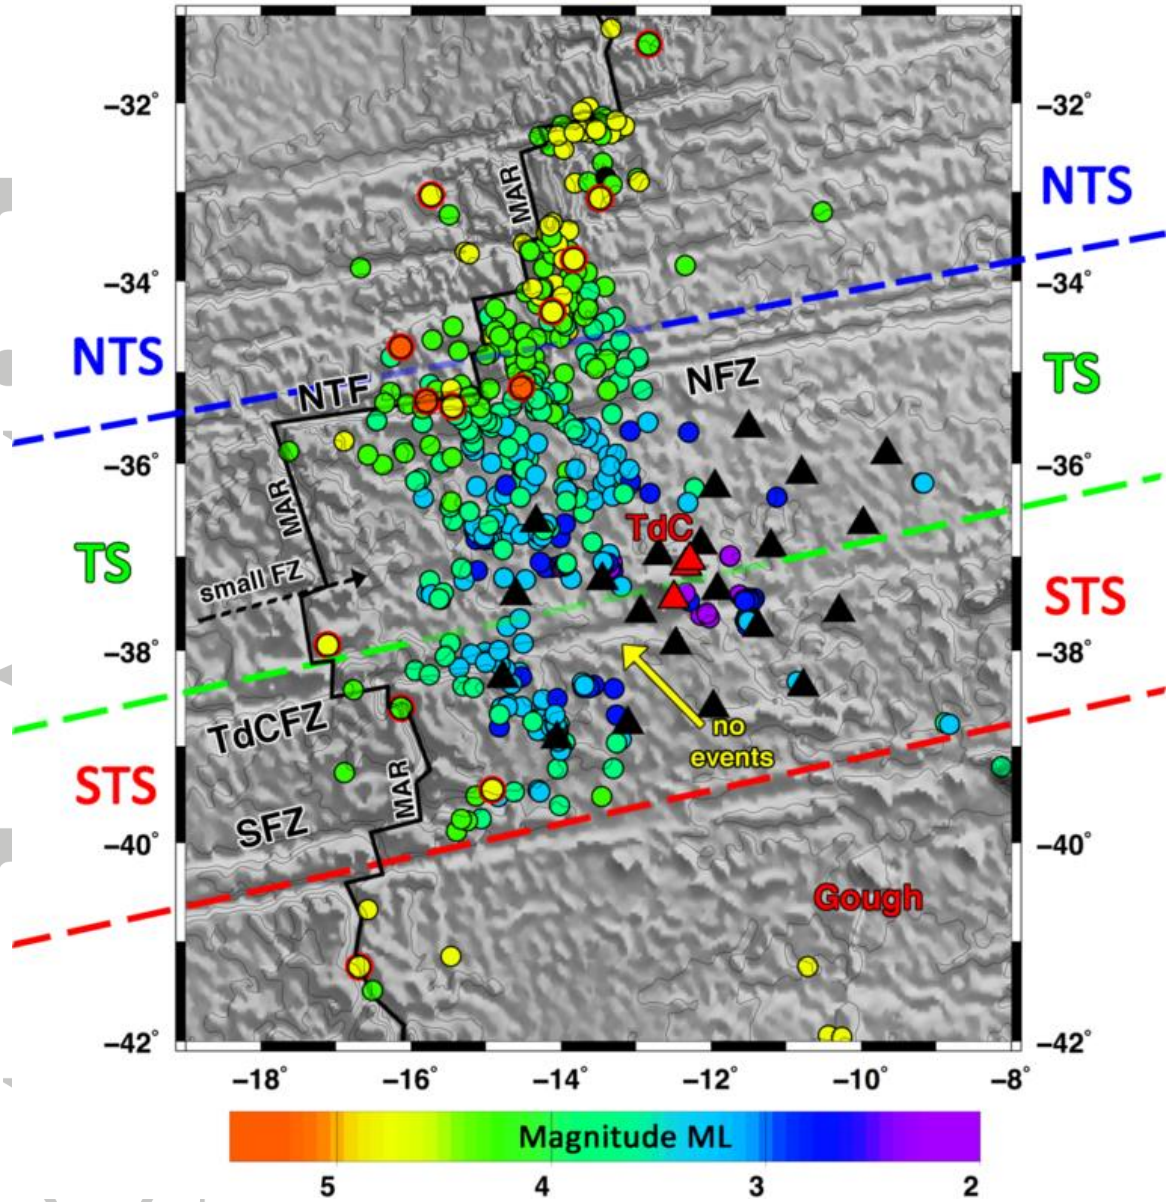 −32°
−32°
MAR
NTS
−34°
−34°
NTS
NTF
NFZ
TS
−36°
−36°
MAR
TdC
TS
small FZ
STS
−38°
−38°
TdCFZ
no
events
STS
MAR
SFZ
−40°
−40°
Gough
−42°
−42°
−18° −16° −14° −12° −10° −8°
Magnitude ML
5 4 3 2